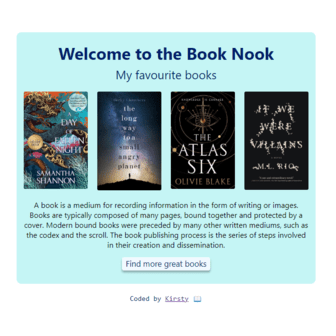 Welcome to the Book Nook
My favourite books
A DAY OF FALLEN NIGHT
SAMANTHA SHANNON
the long way to a small angry planet
THE ATLAS SIX
OLIVIE BLAKE
IF WE WERE VILLAINS
M. L. RIO
A book is a medium for recording information in the form of writing or images.
Books are typically composed of many pages, bound together and protected by a
cover. Modern bound books were preceded by many other written mediums, such as
the codex and the scroll. The book publishing process is the series of steps involved
in their creation and dissemination.
Find more great books
Coded by Kirsty 📖